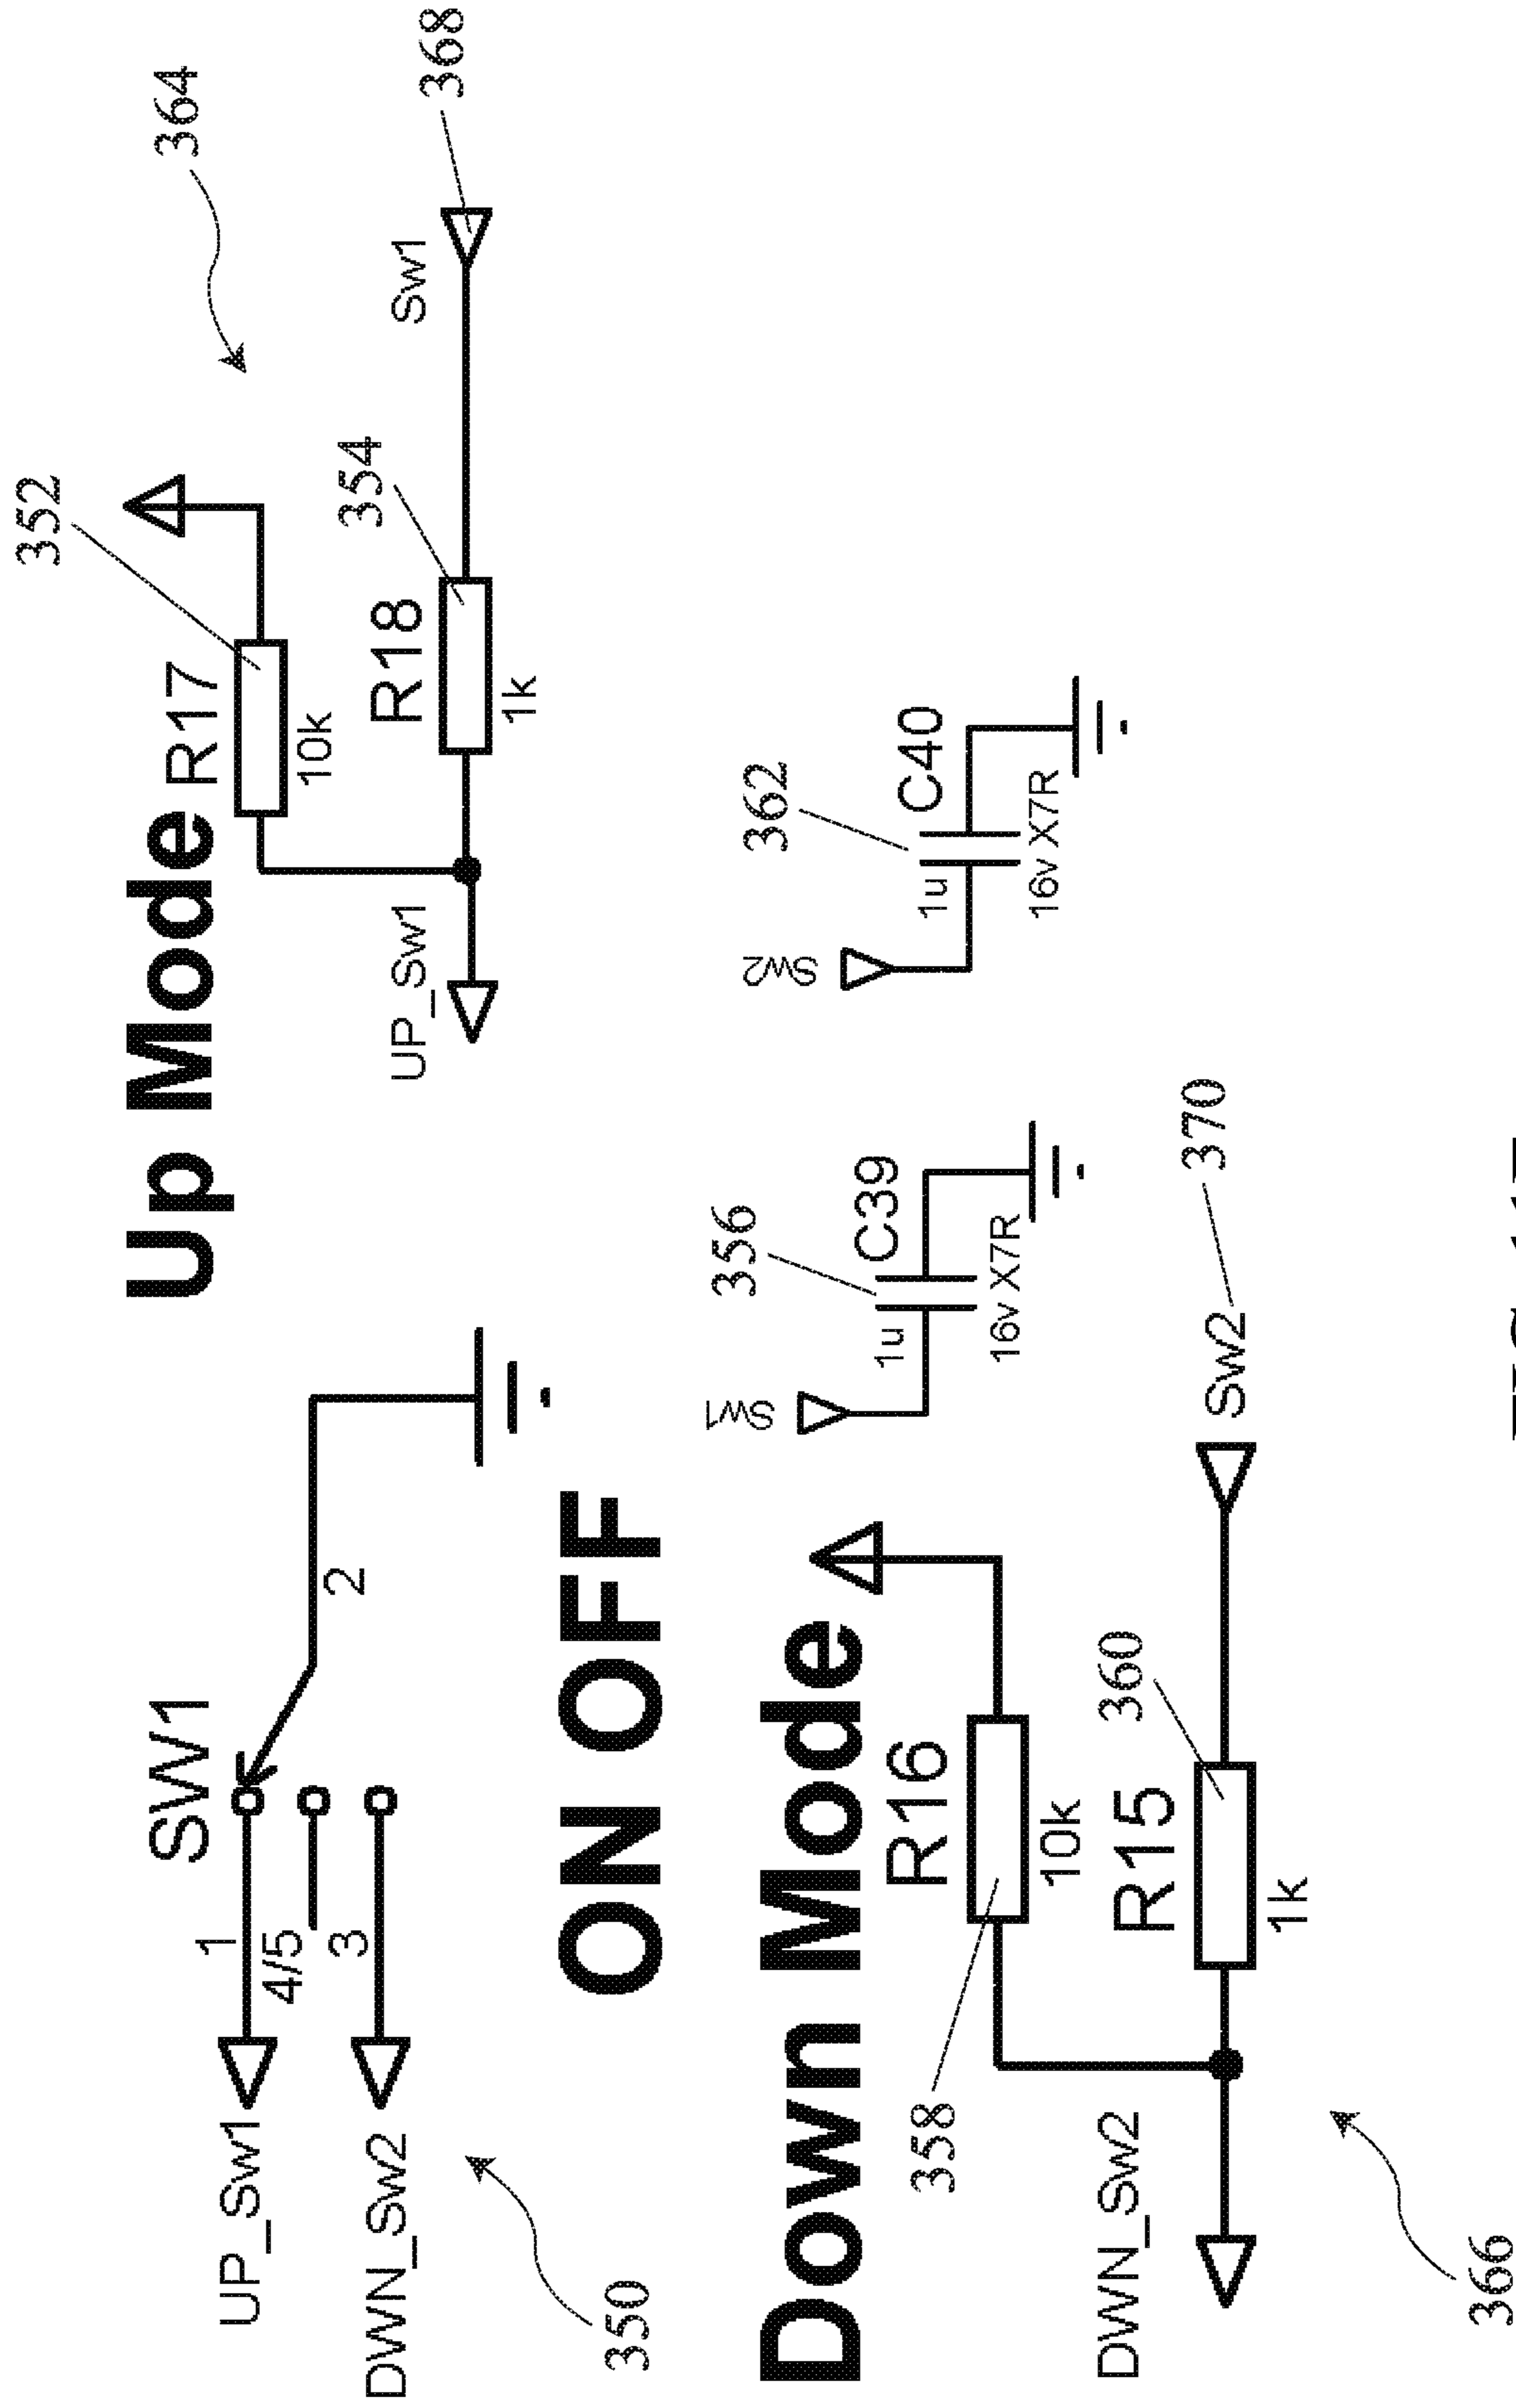 SW1
UP_Sw1
1
4/5
2
3
DWN_Sw2
350
ON OFF
Up Mode
352
R17
10k
364
354
R18
1k
UP_Sw1
Sw1
368
Down Mode
R16
10k
358
360
R15
1k
DWN_Sw2
Sw2
370
366
356
Sw1
1u
C39
16v X7R
362
Sw2
1u
C40
16v X7R